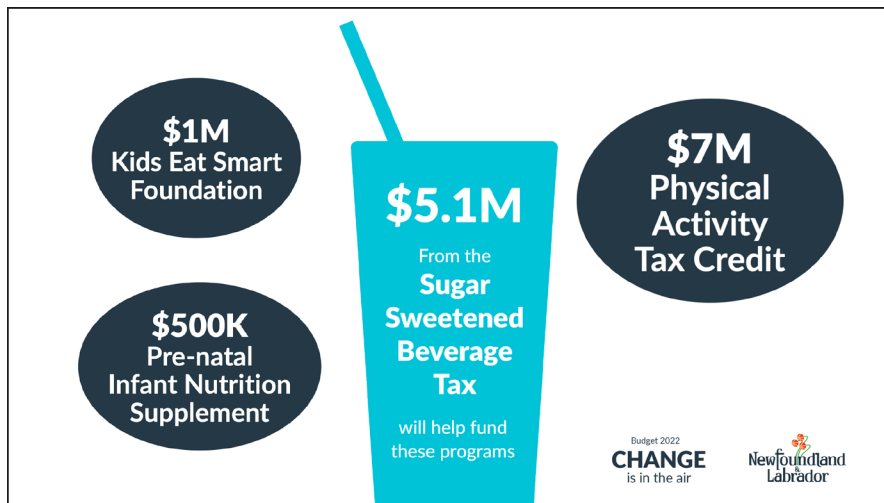 $1M
Kids Eat Smart
Foundation
$500K
Pre-natal
Infant Nutrition
Supplement
$5.1M
From the
Sugar
Sweetened
Beverage
Tax
will help fund
these programs
$7M
Physical
Activity
Tax Credit
Budget 2022
CHANGE
is in the air
Newfoundland
&
Labrador